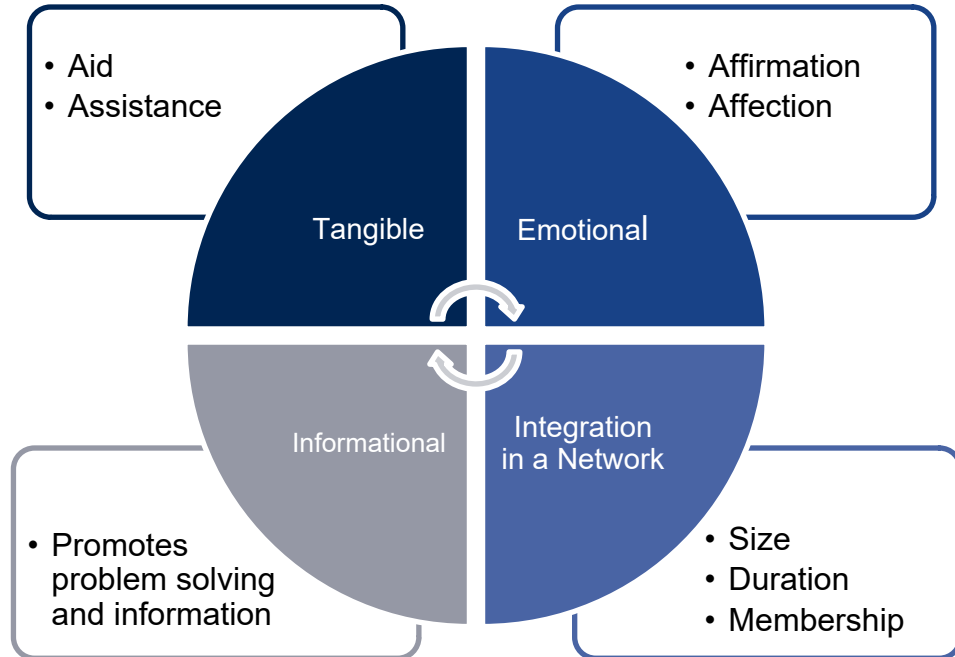 • Aid
• Assistance
• Affirmation
• Affection
Tangible
Emotional
Informational
Integration
in a Network
• Promotes
problem solving
and information
• Size
• Duration
• Membership